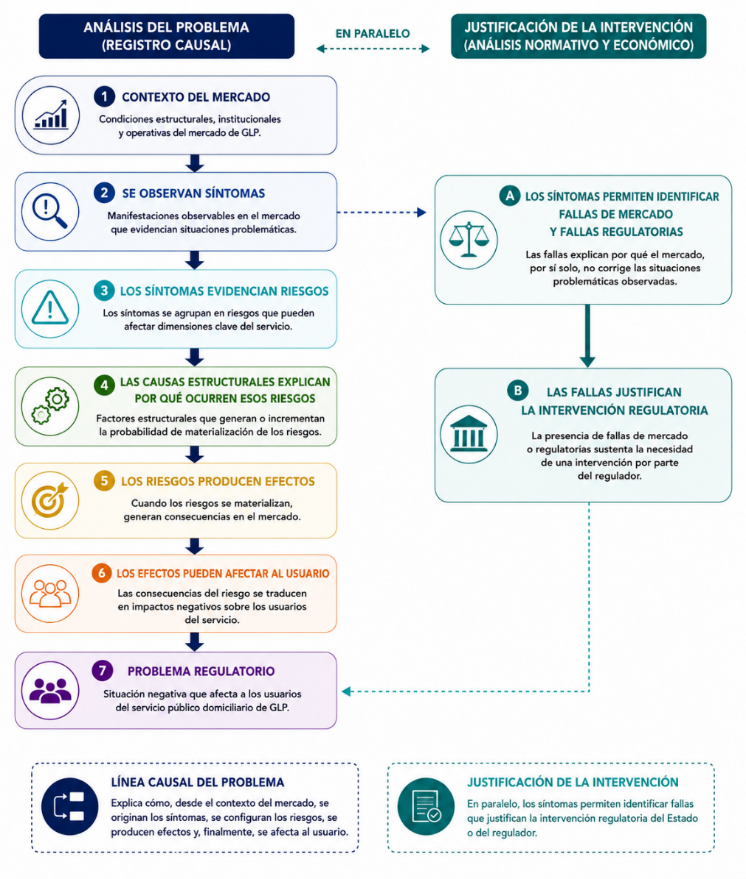 ANÁLISIS DEL PROBLEMA
(REGISTRO CAUSAL)
EN PARALELO
JUSTIFICACIÓN DE LA INTERVENCIÓN
(ANÁLISIS NORMATIVO Y ECONÓMICO)
1 CONTEXTO DEL MERCADO
Condiciones estructurales, institucionales
y operativas del mercado de GLP.
2 SE OBSERVAN SÍNTOMAS
Manifestaciones observables en el mercado
que evidencian situaciones problemáticas.
3 LOS SÍNTOMAS EVIDENCIAN RIESGOS
Los síntomas se agrupan en riesgos que pueden
afectar dimensiones clave del servicio.
4 LAS CAUSAS ESTRUCTURALES EXPLICAN
POR QUÉ OCURREN ESOS RIESGOS
Factores estructurales que generan o incrementan
la probabilidad de materialización de los riesgos.
5 LOS RIESGOS PRODUCEN EFECTOS
Cuando los riesgos se materializan,
generan consecuencias en el mercado.
6 LOS EFECTOS PUEDEN AFECTAR AL USUARIO
Las consecuencias del riesgo se traducen
en impactos negativos sobre los usuarios
del servicio.
7 PROBLEMA REGULATORIO
Situación negativa que afecta a los usuarios
del servicio público domiciliario de GLP.
A LOS SÍNTOMAS PERMITEN IDENTIFICAR
FALLAS DE MERCADO
Y FALLAS REGULATORIAS
Las fallas explican por qué el mercado,
por sí solo, no corrige las situaciones
problemáticas observadas.
B LAS FALLAS JUSTIFICAN
LA INTERVENCIÓN REGULATORIA
La presencia de fallas de mercado
o regulatorias sustenta la necesidad
de una intervención por parte
del regulador.
LÍNEA CAUSAL DEL PROBLEMA
Explica cómo, desde el contexto del mercado, se
originan los síntomas, se configuran los riesgos, se
producen efectos y, finalmente, se afecta al usuario.
JUSTIFICACIÓN DE LA INTERVENCIÓN
En paralelo, los síntomas permiten identificar fallas
que justifican la intervención regulatoria del Estado
o del regulador.